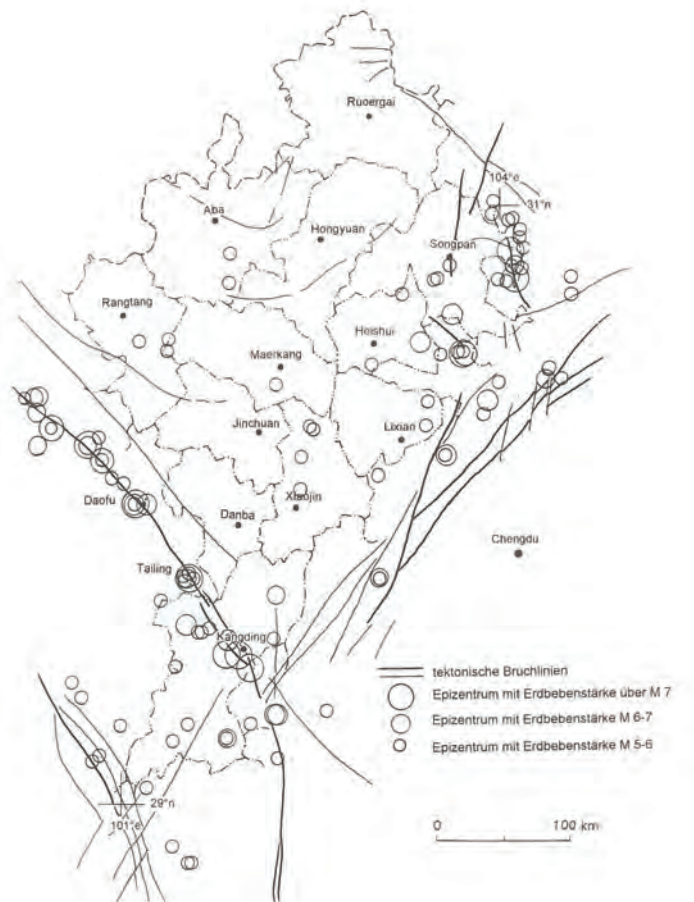 Ruoergai
104°e
31°n
Aba
Hongyuan
Songpan
Rangtang
Heishui
Maerkang
Jinchuan
Lixian
Daofu
Xiaojin
Danba
Chengdu
Tailing
Kangding
tektonische Bruchlinien
Epizentrum mit Erdbebenstärke über M 7
Epizentrum mit Erdbebenstärke M 6-7
Epizentrum mit Erdbebenstärke M 5-6
29°n
101°e
0 100 km